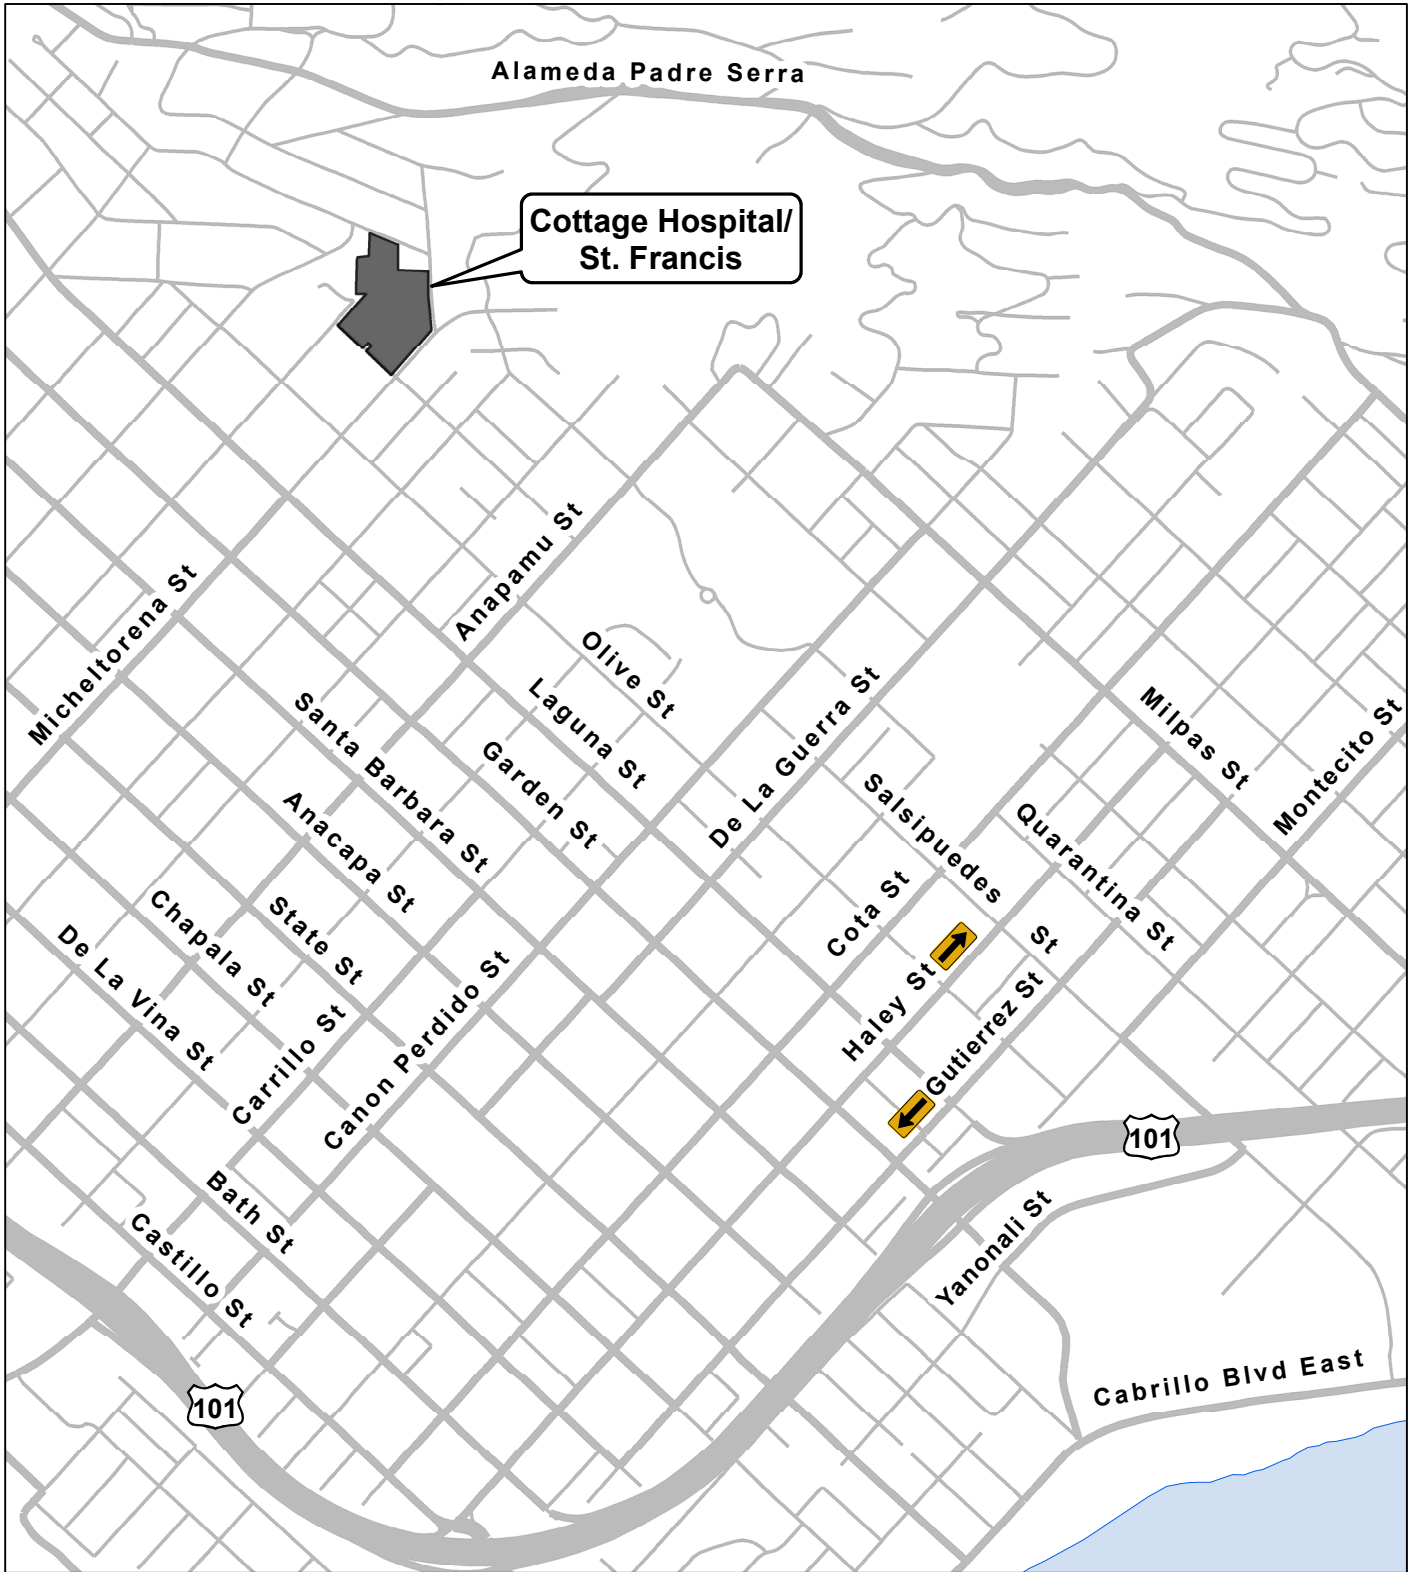 Alameda Padre Serra
Cottage Hospital/
St. Francis
Anapamu St
Micheltorena St
Olive St
Laguna St
Santa Barbara St
Garden St
De La Guerra St
Milpas St
Montecito St
Salsipuedes St
Quarantina St
Anacapa St
State St
Chapala St
De La Vina St
Cota St
Haley St
Gutierrez St
Carrillo St
Canon Perdido St
Bath St
Castillo St
101
Yanonali St
Cabrillo Blvd East
101